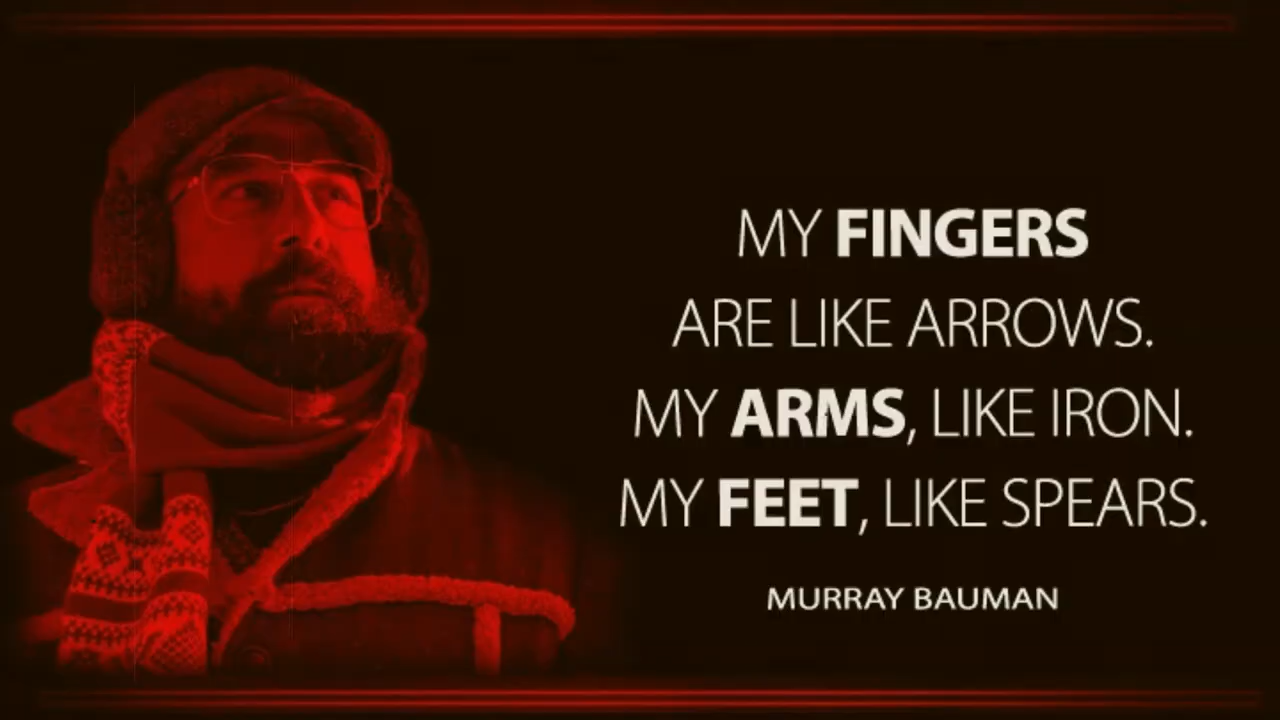 MY FINGERS
ARE LIKE ARROWS.
MY ARMS, LIKE IRON.
MY FEET, LIKE SPEARS.
MURRAY BAUMAN